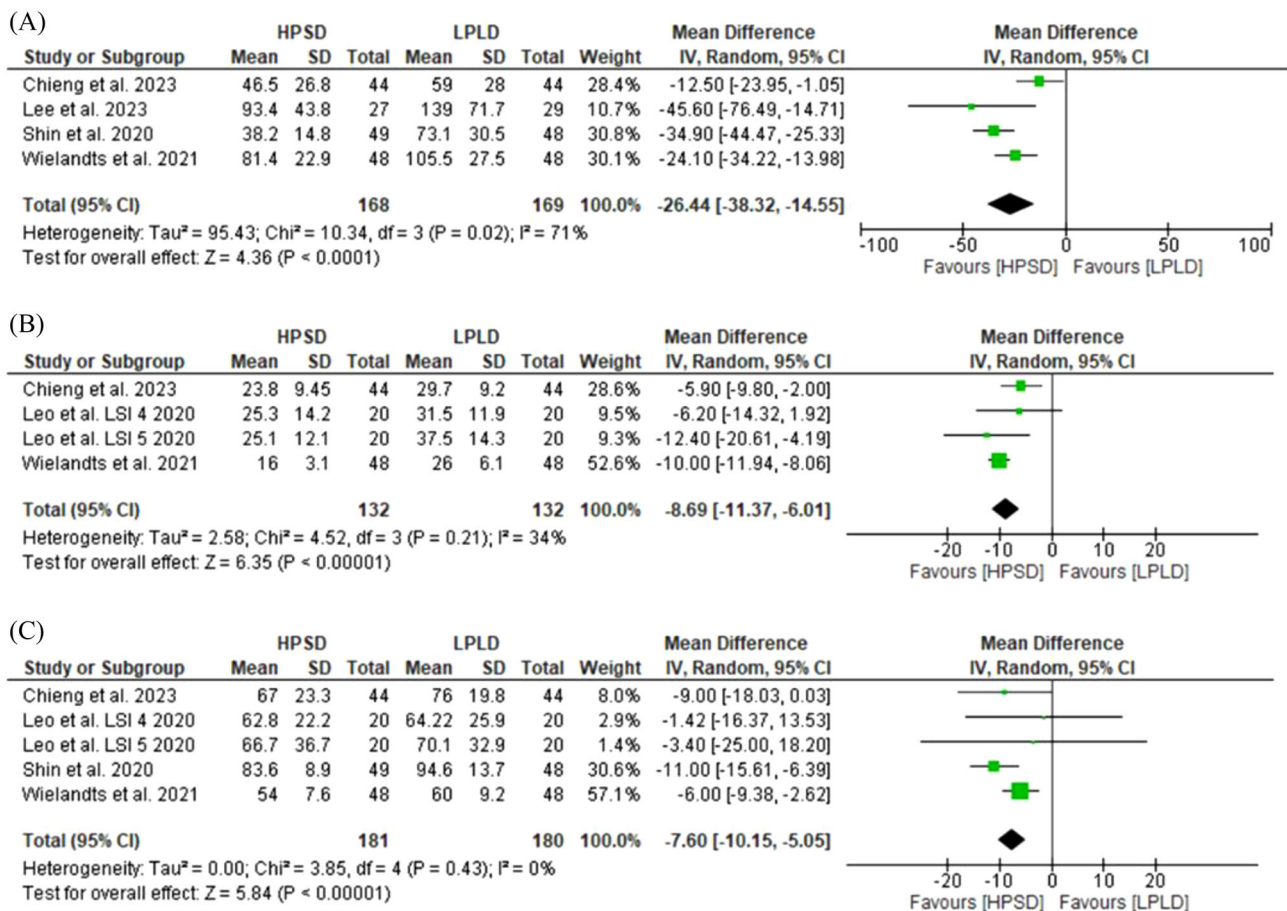 (A)
HPSD LPLD Mean Difference Mean Difference
Study or Subgroup Mean SD Total Mean SD Total Weight IV, Random, 95% CI IV, Random, 95% CI
Chieng et al. 2023 46.5 26.8 44 59 28 44 28.4% -12.50 [-23.95, -1.05]
Lee et al. 2023 93.4 43.8 27 139 71.7 29 10.7% -45.60 [-76.49, -14.71]
Shin et al. 2020 38.2 14.8 49 73.1 30.5 48 30.8% -34.90 [-44.47, -25.33]
Wielandts et al. 2021 81.4 22.9 48 105.5 27.5 48 30.1% -24.10 [-34.22, -13.98]
Total (95% CI) 168 169 100.0% -26.44 [-38.32, -14.55]
Heterogeneity: Tau² = 95.43; Chi² = 10.34, df = 3 (P = 0.02); I² = 71%
Test for overall effect: Z = 4.36 (P < 0.0001)
-100 -50 0 50 100
Favours [HPSD] Favours [LPLD]
(B)
HPSD LPLD Mean Difference Mean Difference
Study or Subgroup Mean SD Total Mean SD Total Weight IV, Random, 95% CI IV, Random, 95% CI
Chieng et al. 2023 23.8 9.45 44 29.7 9.2 44 28.6% -5.90 [-9.80, -2.00]
Leo et al. LSI 4 2020 25.3 14.2 20 31.5 11.9 20 9.5% -6.20 [-14.32, 1.92]
Leo et al. LSI 5 2020 25.1 12.1 20 37.5 14.3 20 9.3% -12.40 [-20.61, -4.19]
Wielandts et al. 2021 16 3.1 48 26 6.1 48 52.6% -10.00 [-11.94, -8.06]
Total (95% CI) 132 132 100.0% -8.69 [-11.37, -6.01]
Heterogeneity: Tau² = 2.58; Chi² = 4.52, df = 3 (P = 0.21); I² = 34%
Test for overall effect: Z = 6.35 (P < 0.00001)
-20 -10 0 10 20
Favours [HPSD] Favours [LPLD]
(C)
HPSD LPLD Mean Difference Mean Difference
Study or Subgroup Mean SD Total Mean SD Total Weight IV, Random, 95% CI IV, Random, 95% CI
Chieng et al. 2023 67 23.3 44 76 19.8 44 8.0% -9.00 [-18.03, 0.03]
Leo et al. LSI 4 2020 62.8 22.2 20 64.22 25.9 20 2.9% -1.42 [-16.37, 13.53]
Leo et al. LSI 5 2020 66.7 36.7 20 70.1 32.9 20 1.4% -3.40 [-25.00, 18.20]
Shin et al. 2020 83.6 8.9 49 94.6 13.7 48 30.6% -11.00 [-15.61, -6.39]
Wielandts et al. 2021 54 7.6 48 60 9.2 48 57.1% -6.00 [-9.38, -2.62]
Total (95% CI) 181 180 100.0% -7.60 [-10.15, -5.05]
Heterogeneity: Tau² = 0.00; Chi² = 3.85, df = 4 (P = 0.43); I² = 0%
Test for overall effect: Z = 5.84 (P < 0.00001)
-20 -10 0 10 20
Favours [HPSD] Favours [LPLD]